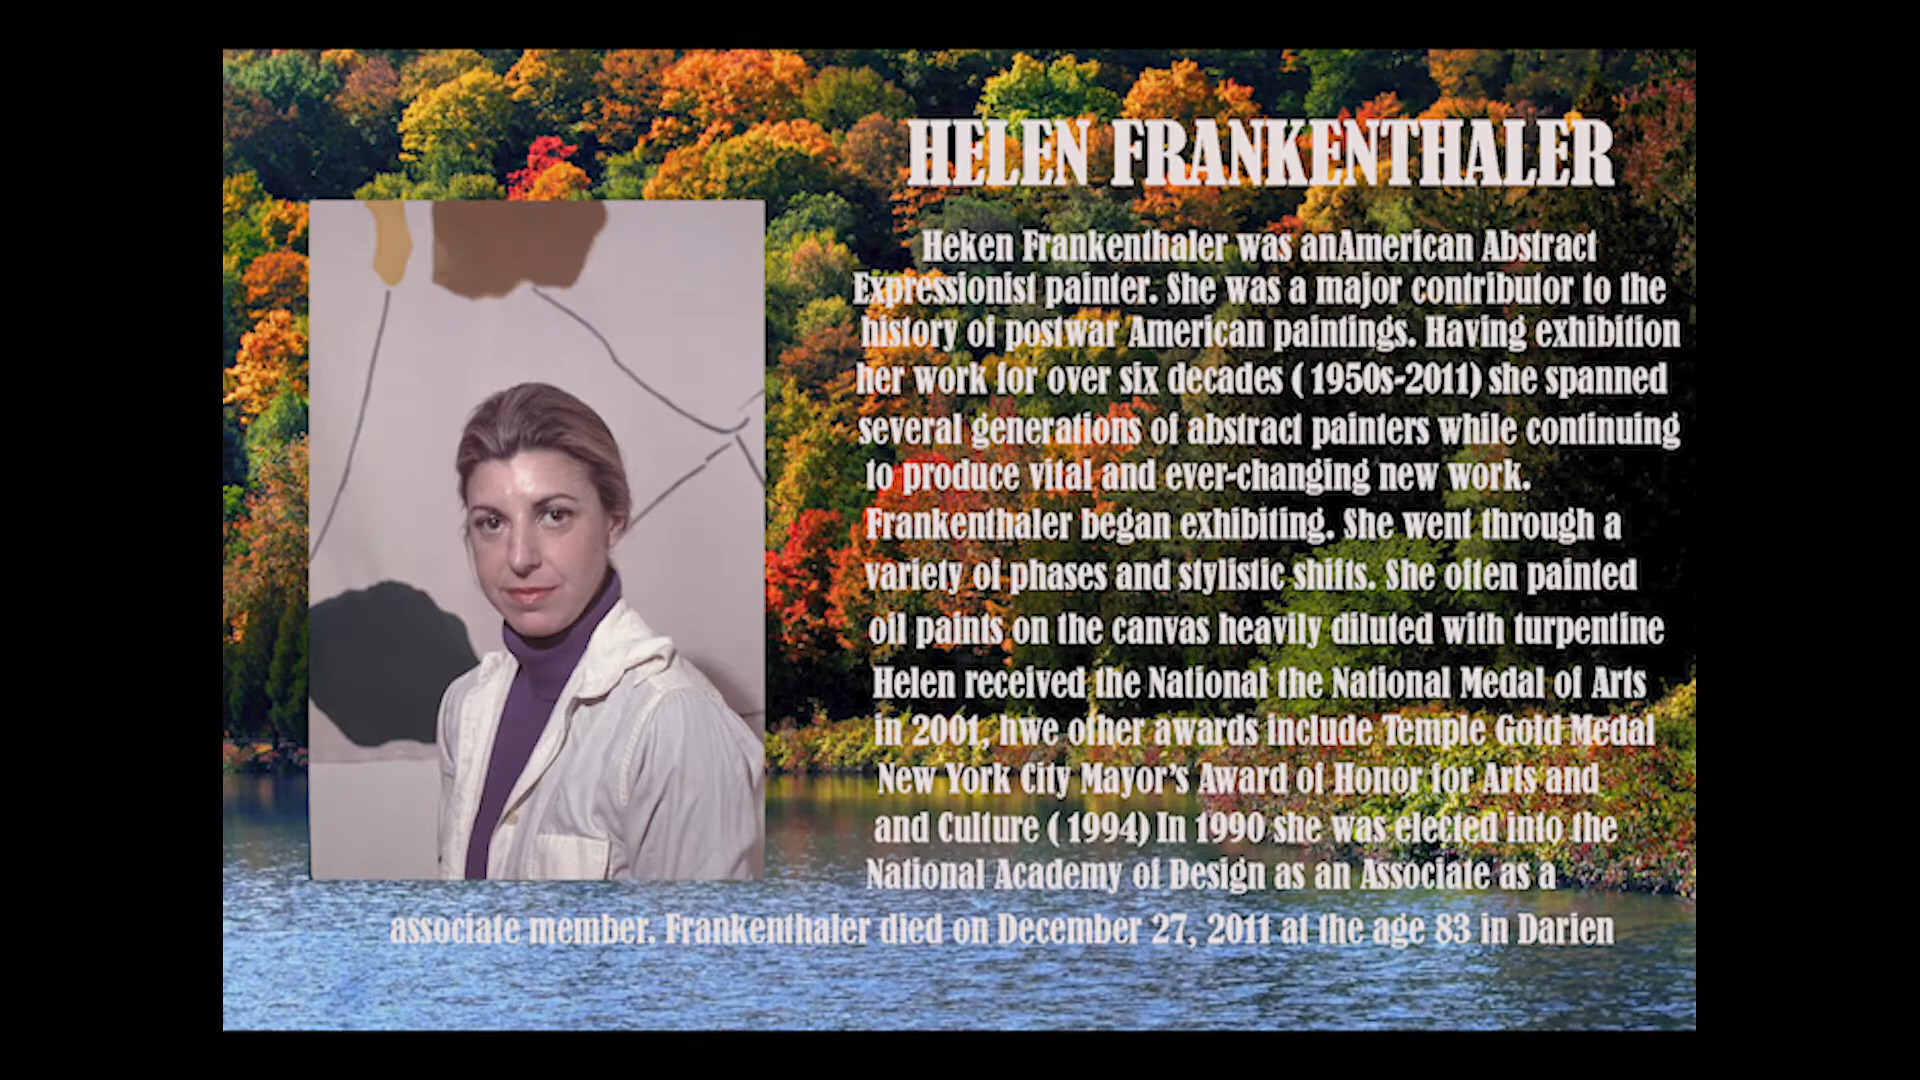 HELEN FRANKENTHALER
Heken Frankenthaler was anAmerican Abstract
Expressionist painter. She was a major contributor to the
history of postwar American paintings. Having exhibition
her work for over six decades ( 1950s-2011) she spanned
several generations of abstract painters while continuing
to produce vital and ever-changing new work.
Frankenthaler began exhibiting. She went through a
variety of phases and stylistic shifts. She often painted
oil paints on the canvas heavily diluted with turpentine
Helen received the National the National Medal of Arts
in 2001, hwe other awards include Temple Gold Medal
New York City Mayor's Award of Honor for Arts and
and Culture ( 1994) In 1990 she was elected into the
National Academy of Design as an Associate as a
associate member. Frankenthaler died on December 27, 2011 at the age 83 in Darien